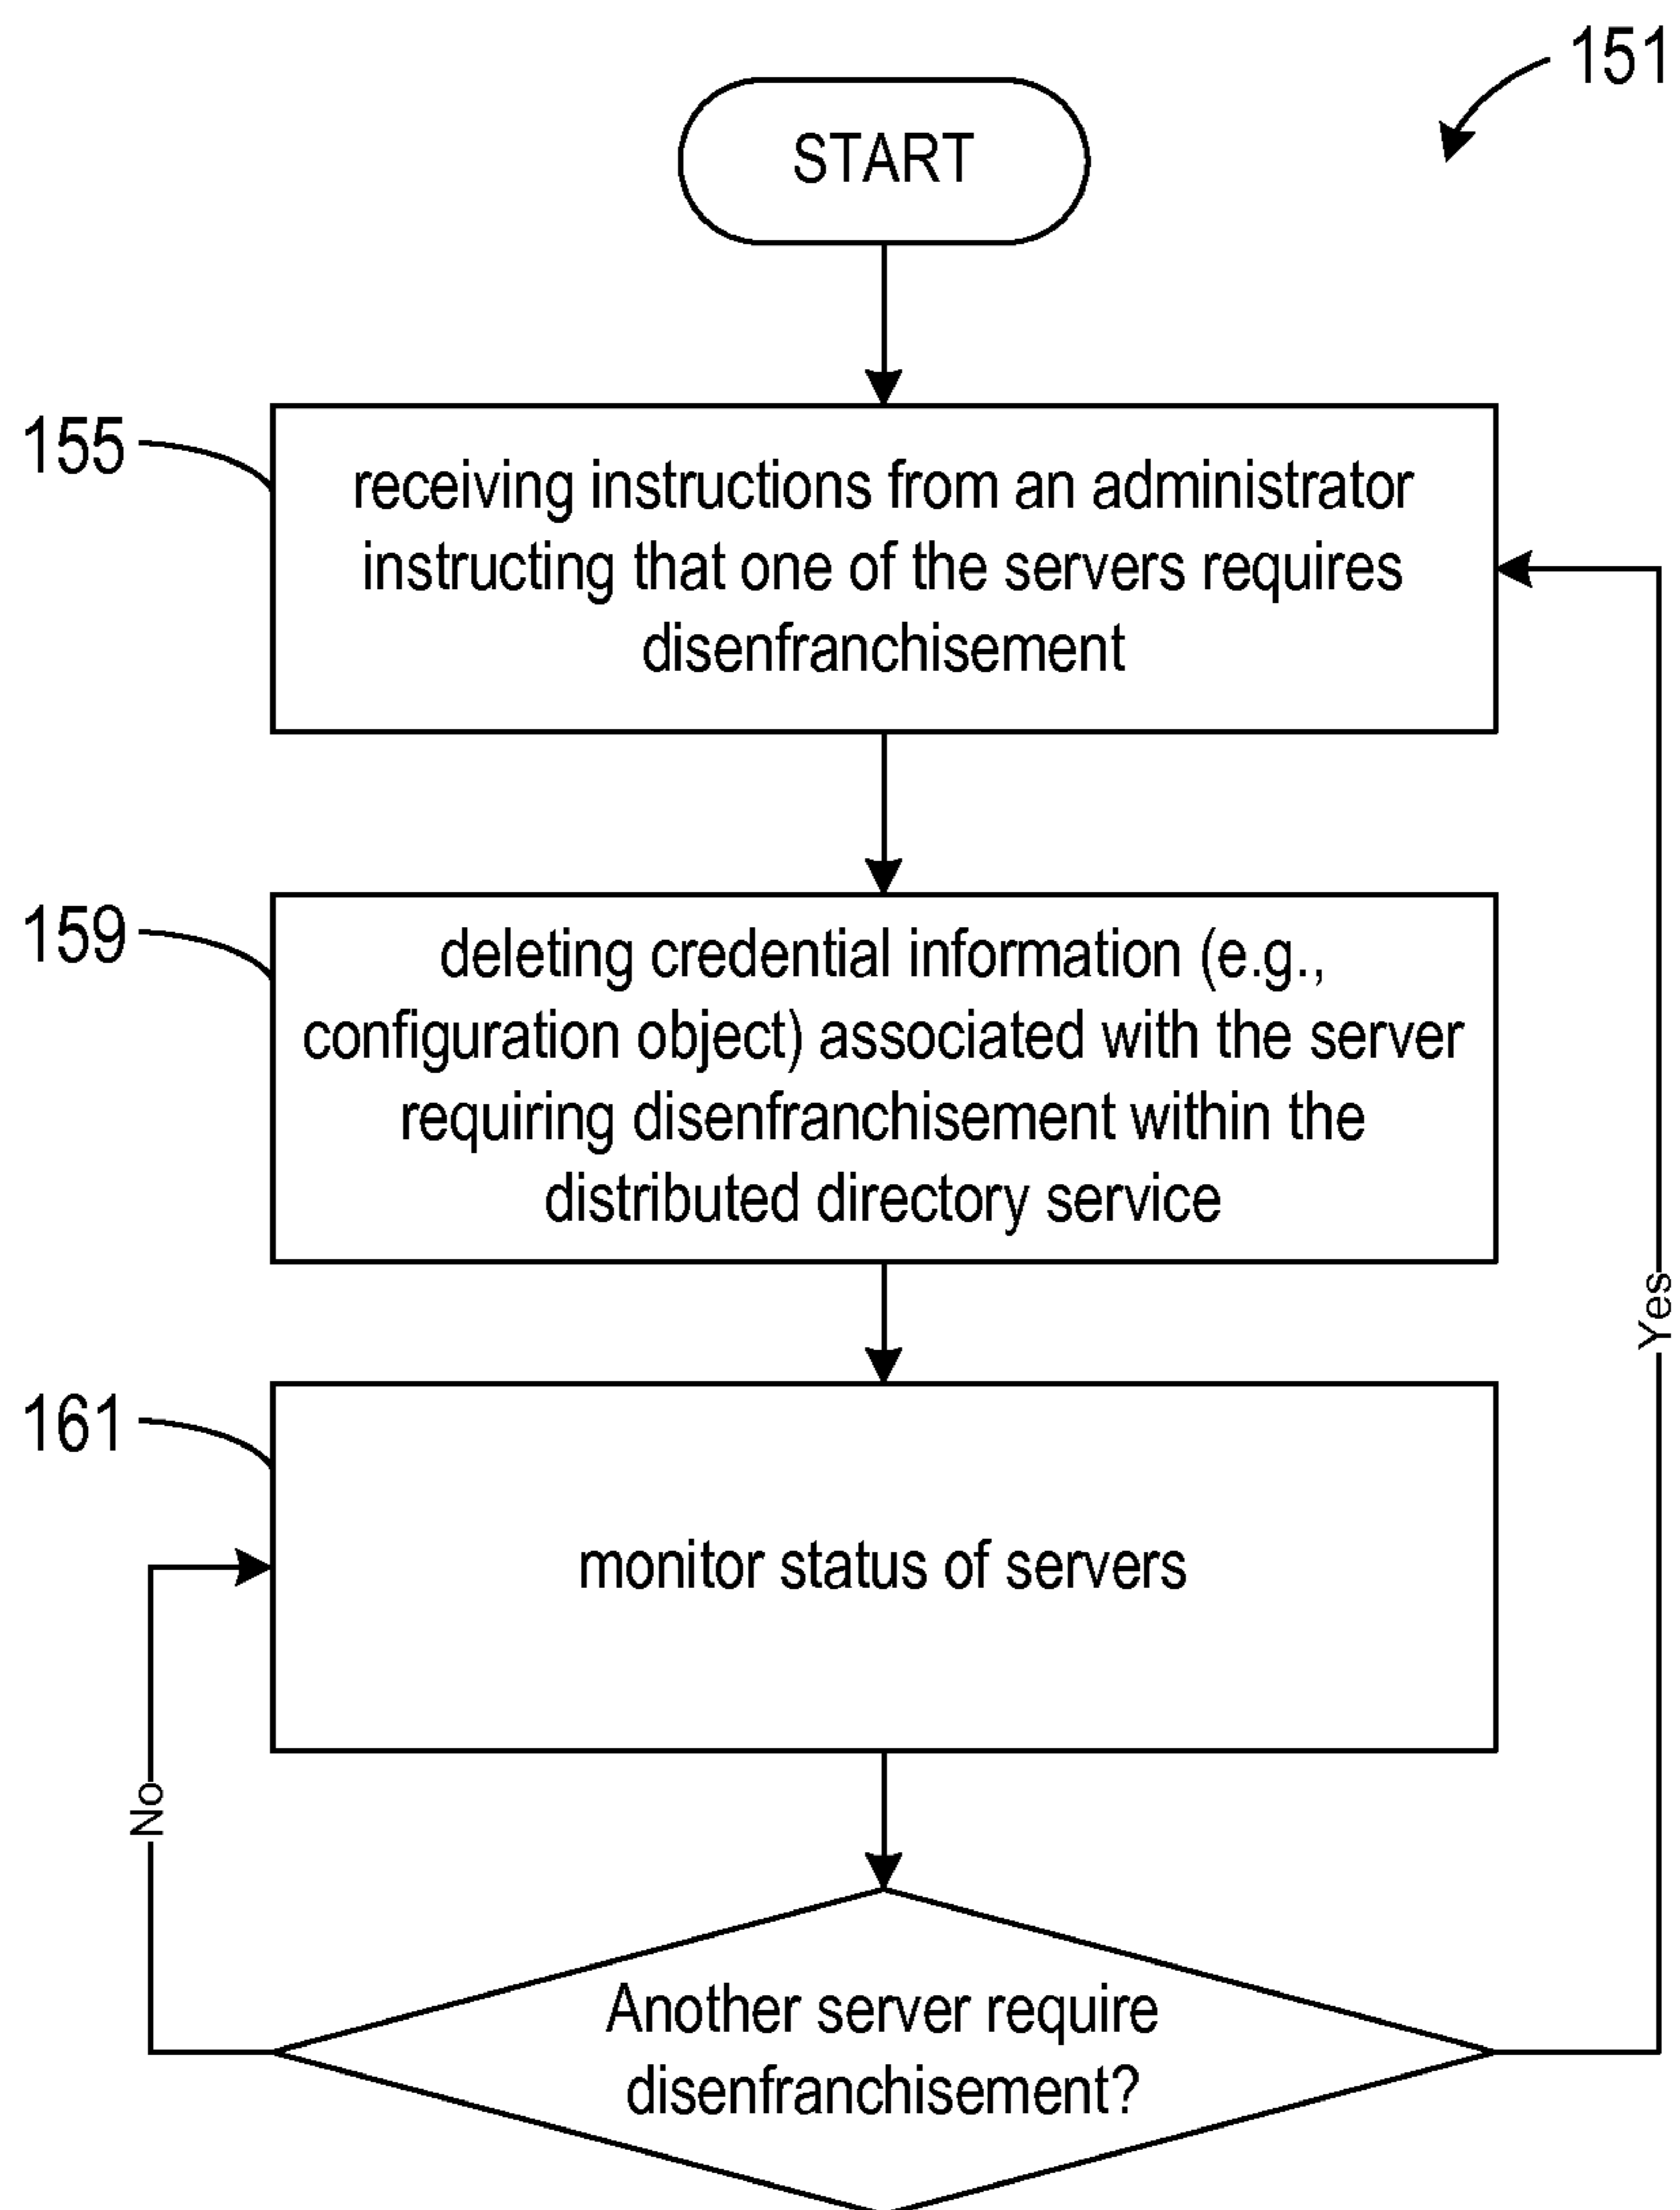 151
START
155
receiving instructions from an administrator
instructing that one of the servers requires
disenfranchisement
159
deleting credential information (e.g.,
configuration object) associated with the server
requiring disenfranchisement within the
distributed directory service
Yes
161
monitor status of servers
No
Another server require
disenfranchisement?